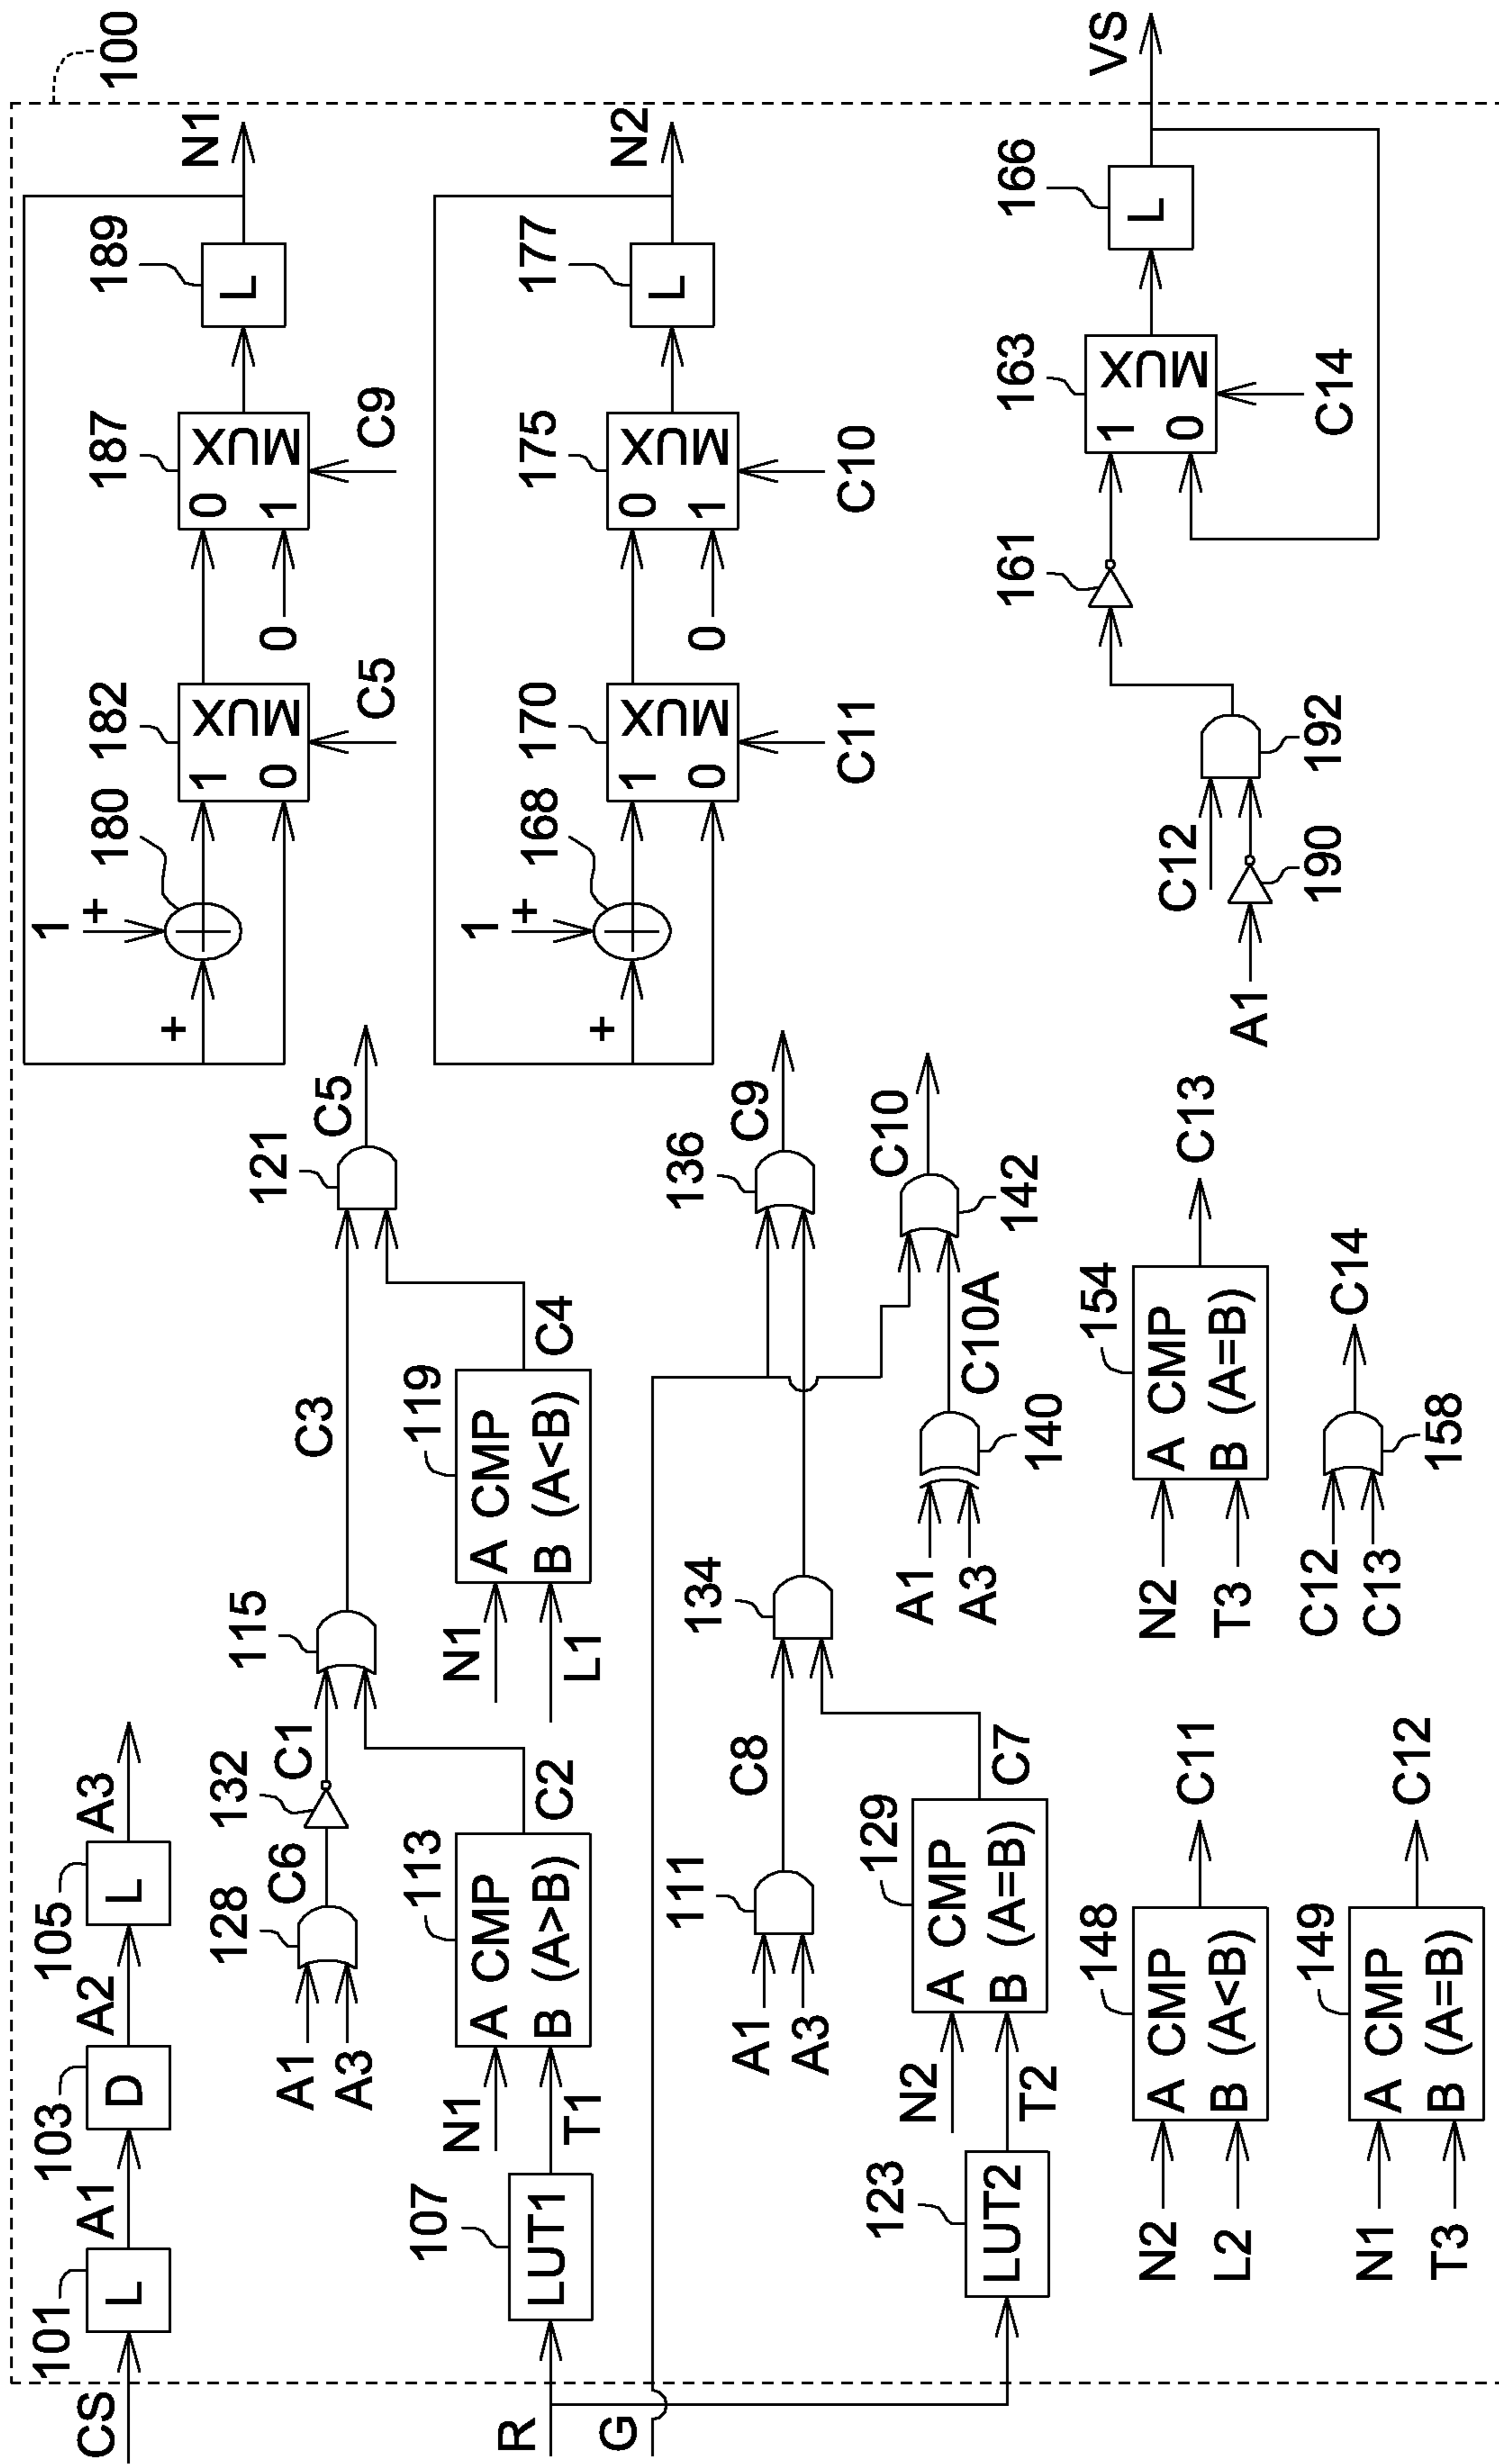 100
CS
101
L
A1
103
D
A2
105
L
A3
A1
A3
128
C6
132
C1
115
C3
121
C5
R
107
LUT1
T1
N1
113
A CMP
B (A>B)
C2
N1
L1
119
A CMP
B (A<B)
C4
1
+
+
180
1
0
MUX
182
C5
0
0
1
MUX
187
C9
189
L
N1
1
+
+
168
1
0
MUX
170
C11
0
0
1
MUX
175
C10
177
L
N2
G
A1
A3
111
C8
134
136
C9
123
LUT2
T2
N2
129
A CMP
B (A=B)
C7
A1
A3
140
C10A
142
C10
N2
L2
148
A CMP
B (A<B)
C11
N2
T3
154
A CMP
B (A=B)
C13
N1
T3
149
A CMP
B (A=B)
C12
C12
C13
158
C14
A1
190
C12
192
161
1
0
MUX
163
C14
166
L
VS